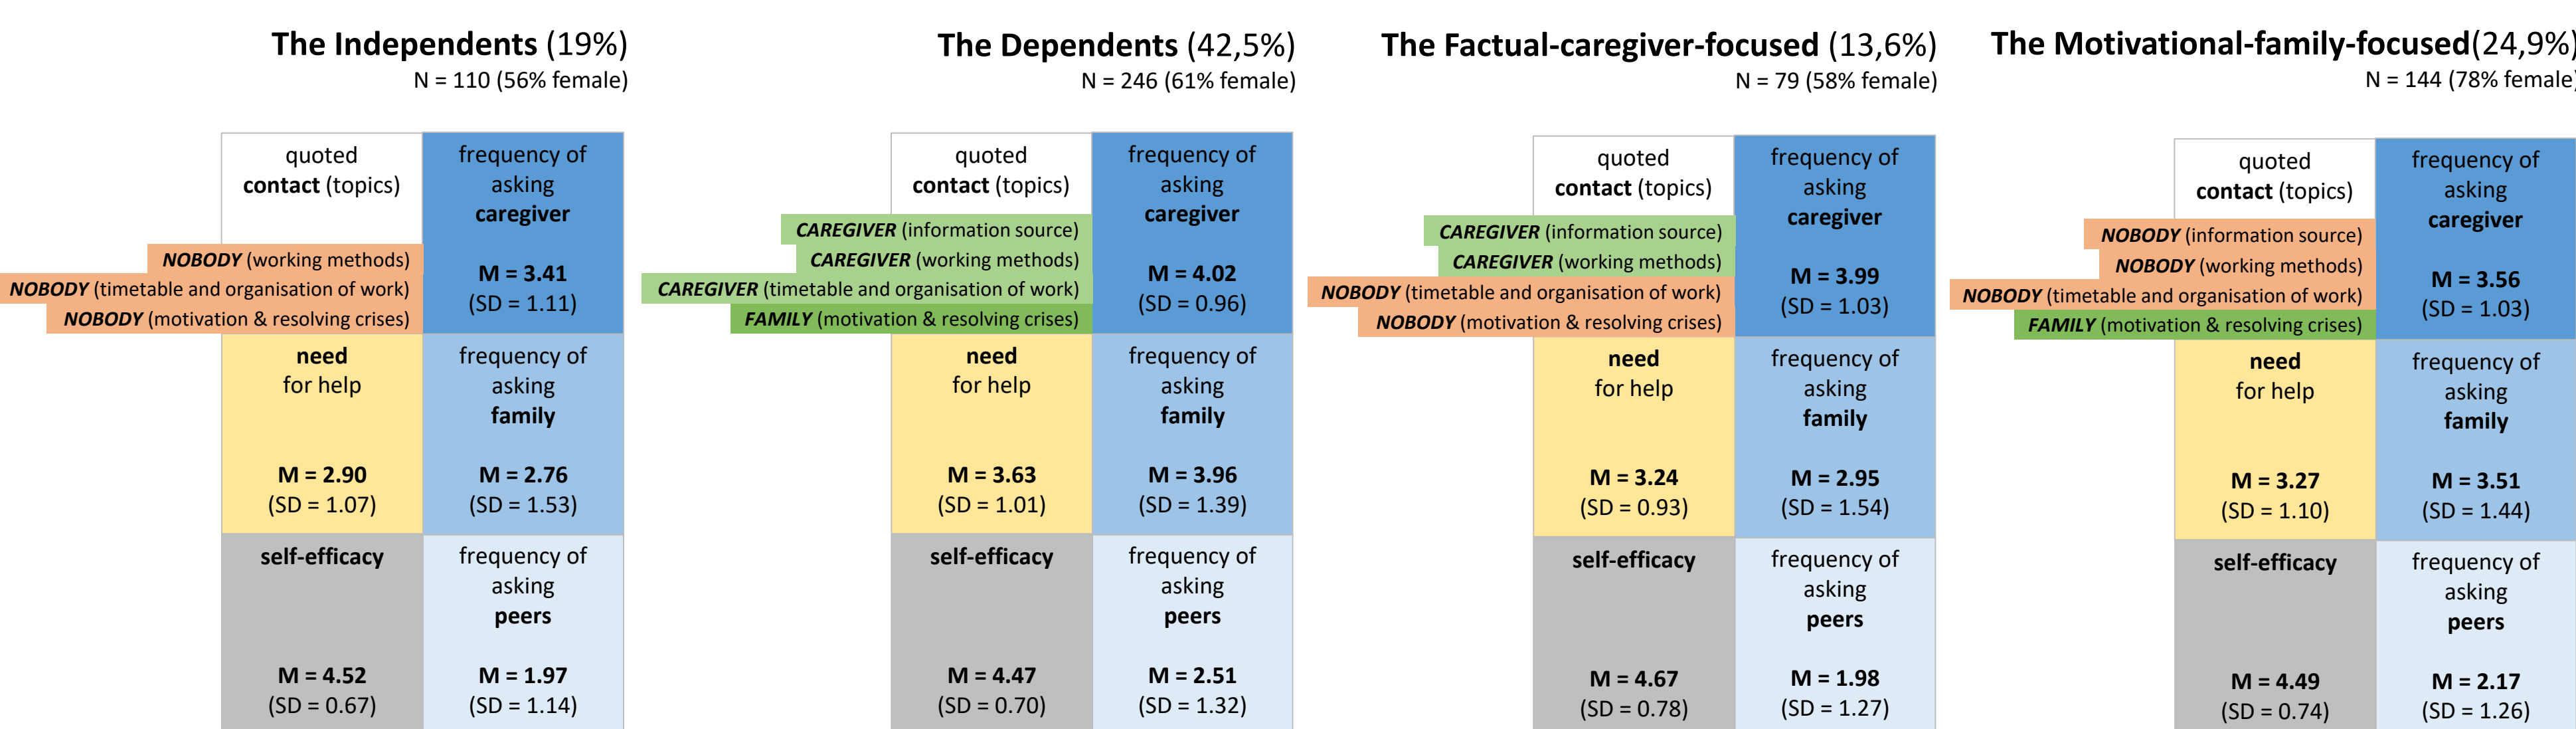 The Independents (19%)
N = 110 (56% female)
quoted
contact (topics)
NOBODY (working methods)
NOBODY (timetable and organisation of work)
NOBODY (motivation & resolving crises)
frequency of
asking
caregiver
M = 3.41
(SD = 1.11)
need
for help
M = 2.90
(SD = 1.07)
frequency of
asking
family
M = 2.76
(SD = 1.53)
self-efficacy
M = 4.52
(SD = 0.67)
frequency of
asking
peers
M = 1.97
(SD = 1.14)
The Dependents (42,5%)
N = 246 (61% female)
quoted
contact (topics)
CAREGIVER (information source)
CAREGIVER (working methods)
CAREGIVER (timetable and organisation of work)
FAMILY (motivation & resolving crises)
frequency of
asking
caregiver
M = 4.02
(SD = 0.96)
need
for help
M = 3.63
(SD = 1.01)
frequency of
asking
family
M = 3.96
(SD = 1.39)
self-efficacy
M = 4.47
(SD = 0.70)
frequency of
asking
peers
M = 2.51
(SD = 1.32)
The Factual-caregiver-focused (13,6%)
N = 79 (58% female)
quoted
contact (topics)
CAREGIVER (information source)
CAREGIVER (working methods)
NOBODY (timetable and organisation of work)
NOBODY (motivation & resolving crises)
frequency of
asking
caregiver
M = 3.99
(SD = 1.03)
need
for help
M = 3.24
(SD = 0.93)
frequency of
asking
family
M = 2.95
(SD = 1.54)
self-efficacy
M = 4.67
(SD = 0.78)
frequency of
asking
peers
M = 1.98
(SD = 1.27)
The Motivational-family-focused(24,9%)
N = 144 (78% female)
quoted
contact (topics)
NOBODY (information source)
NOBODY (working methods)
NOBODY (timetable and organisation of work)
FAMILY (motivation & resolving crises)
frequency of
asking
caregiver
M = 3.56
(SD = 1.03)
need
for help
M = 3.27
(SD = 1.10)
frequency of
asking
family
M = 3.51
(SD = 1.44)
self-efficacy
M = 4.49
(SD = 0.74)
frequency of
asking
peers
M = 2.17
(SD = 1.26)